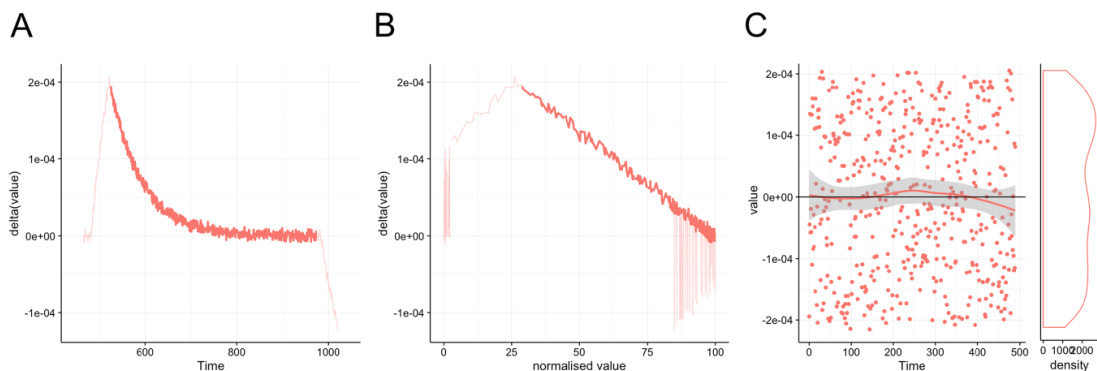 A
delta(value)
2e-04
1e-04
0e+00
-1e-04
600
800
1000
Time
B
delta(value)
2e-04
1e-04
0e+00
-1e-04
0
25
50
75
100
normalised value
C
value
2e-04
1e-04
0e+00
-1e-04
-2e-04
0
100
200
300
400
500
Time
0
1000
2000
density